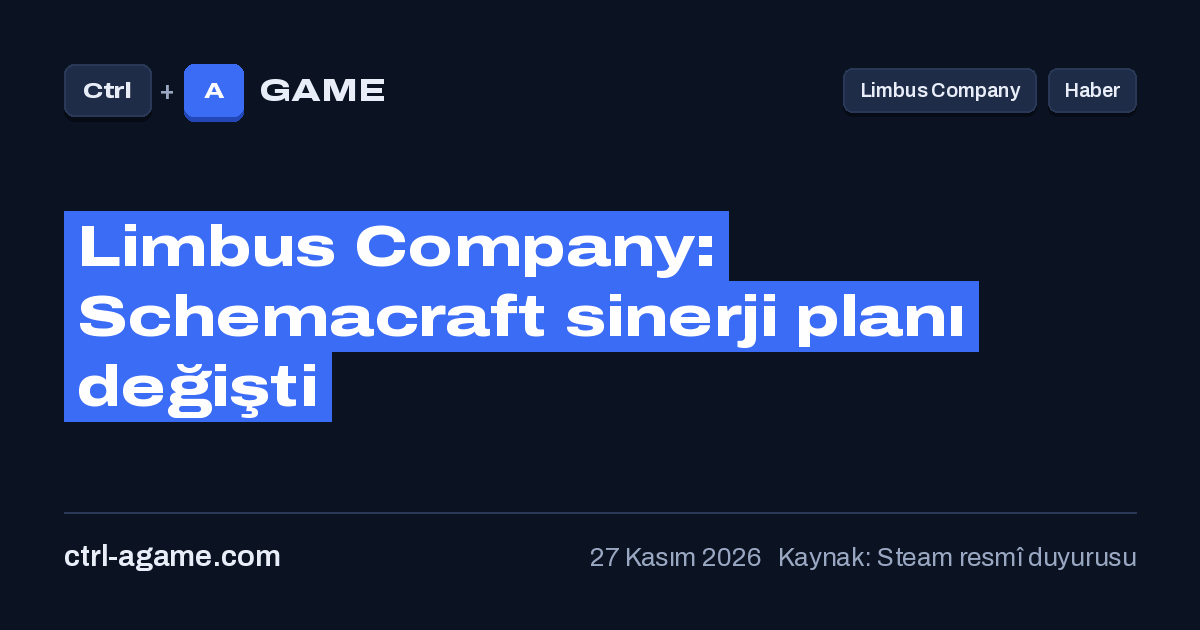 Ctrl + A GAME
Limbus Company Haber
Limbus Company:
Schemacraft sinerji planı
değişti
ctrl-agame.com
27 Kasım 2026 Kaynak: Steam resmî duyurusu